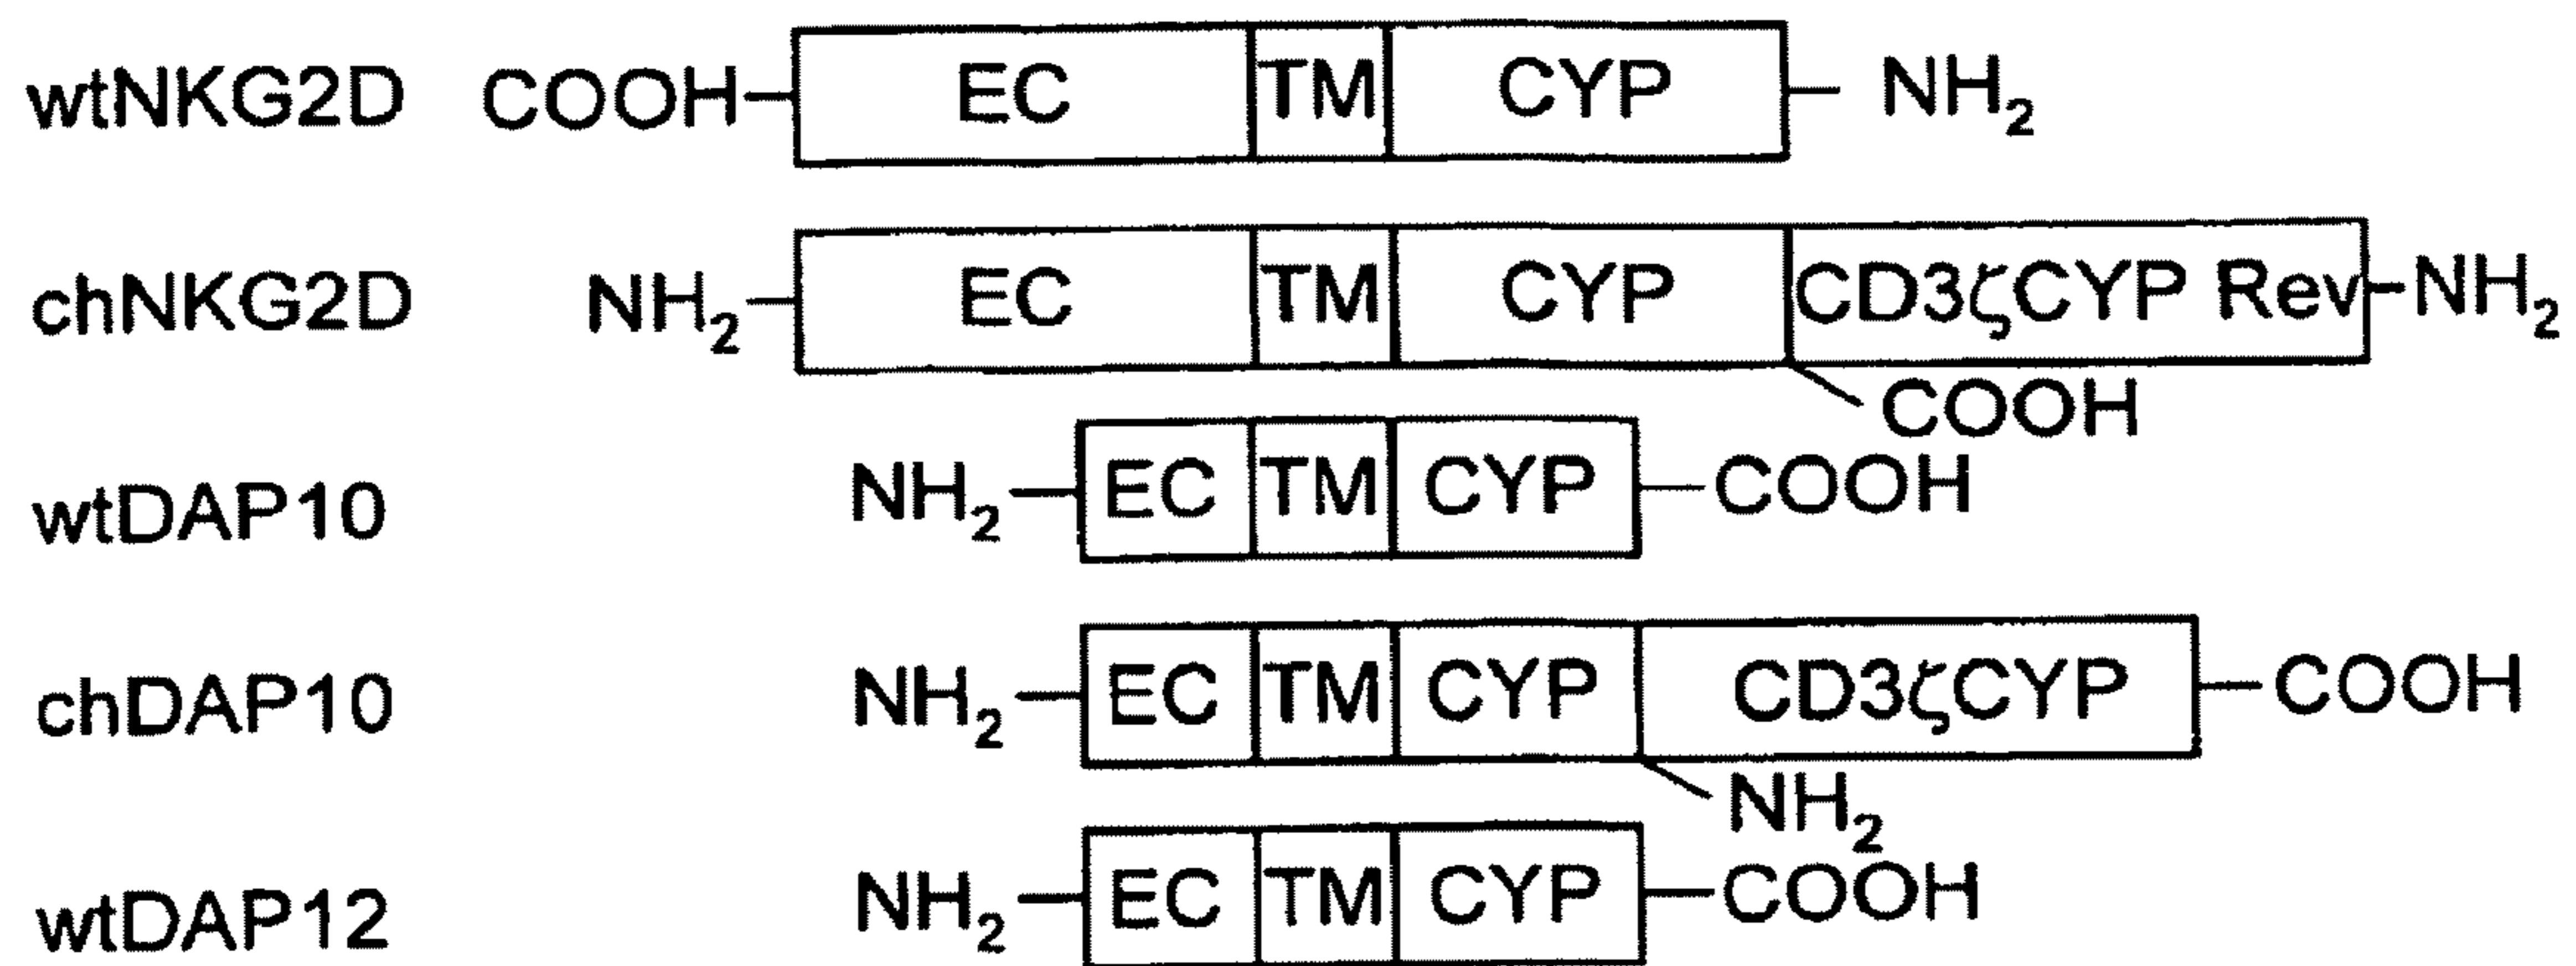 wtNKG2D COOH EC TM CYP NH2
chNKG2D NH2 EC TM CYP CD3ζCYP Rev NH2
COOH
wtDAP10 NH2 EC TM CYP COOH
chDAP10 NH2 EC TM CYP CD3ζCYP COOH
NH2
wtDAP12 NH2 EC TM CYP COOH